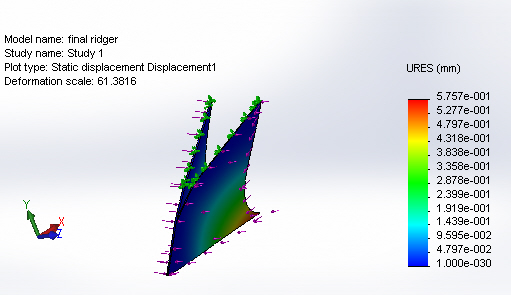 Model name: final ridger
Study name: Study 1
Plot type: Static displacement Displacement1
Deformation scale: 61.3816
URES (mm)
5.757e-001
5.277e-001
4.797e-001
4.318e-001
3.838e-001
3.358e-001
2.878e-001
2.399e-001
1.919e-001
1.439e-001
9.595e-002
4.797e-002
1.000e-030
Y
X
Z